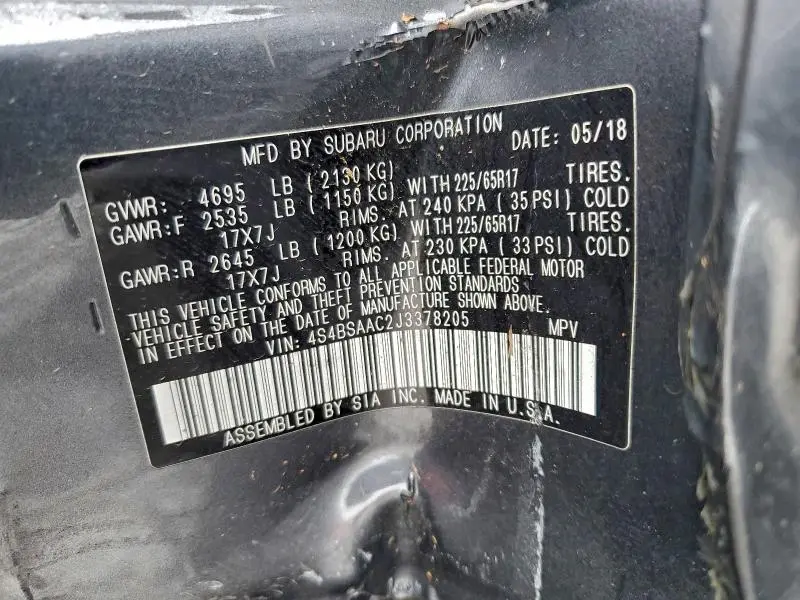 MFD BY SUBARU CORPORATION DATE: 05/18
GVWR: 4695 LB (2130 KG)
GAWR:F 2535 LB (1150 KG) WITH 225/65R17 TIRES.
17X7J RIMS. AT 240 KPA (35 PSI) COLD
GAWR:R 2645 LB (1200 KG) WITH 225/65R17 TIRES.
17X7J RIMS. AT 230 KPA (33 PSI) COLD
THIS VEHICLE CONFORMS TO ALL APPLICABLE FEDERAL MOTOR
VEHICLE SAFETY AND THEFT PREVENTION STANDARDS
IN EFFECT ON THE DATE OF MANUFACTURE SHOWN ABOVE.
VIN: 4S4BSAAC2J3378205 MPV
ASSEMBLED BY SIA INC. MADE IN U.S.A.